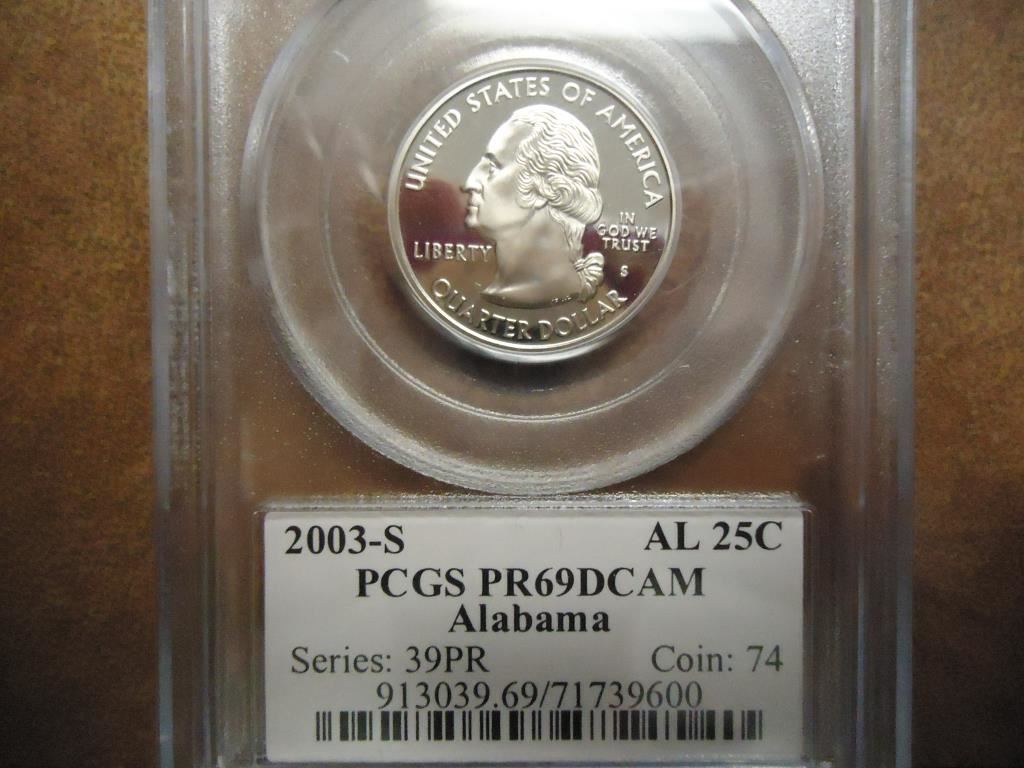 UNITED STATES OF AMERICA
LIBERTY
IN
GOD WE
TRUST
S
QUARTER DOLLAR
2003-S AL 25C
PCGS PR69DCAM
Alabama
Series: 39PR Coin: 74
913039.69/71739600